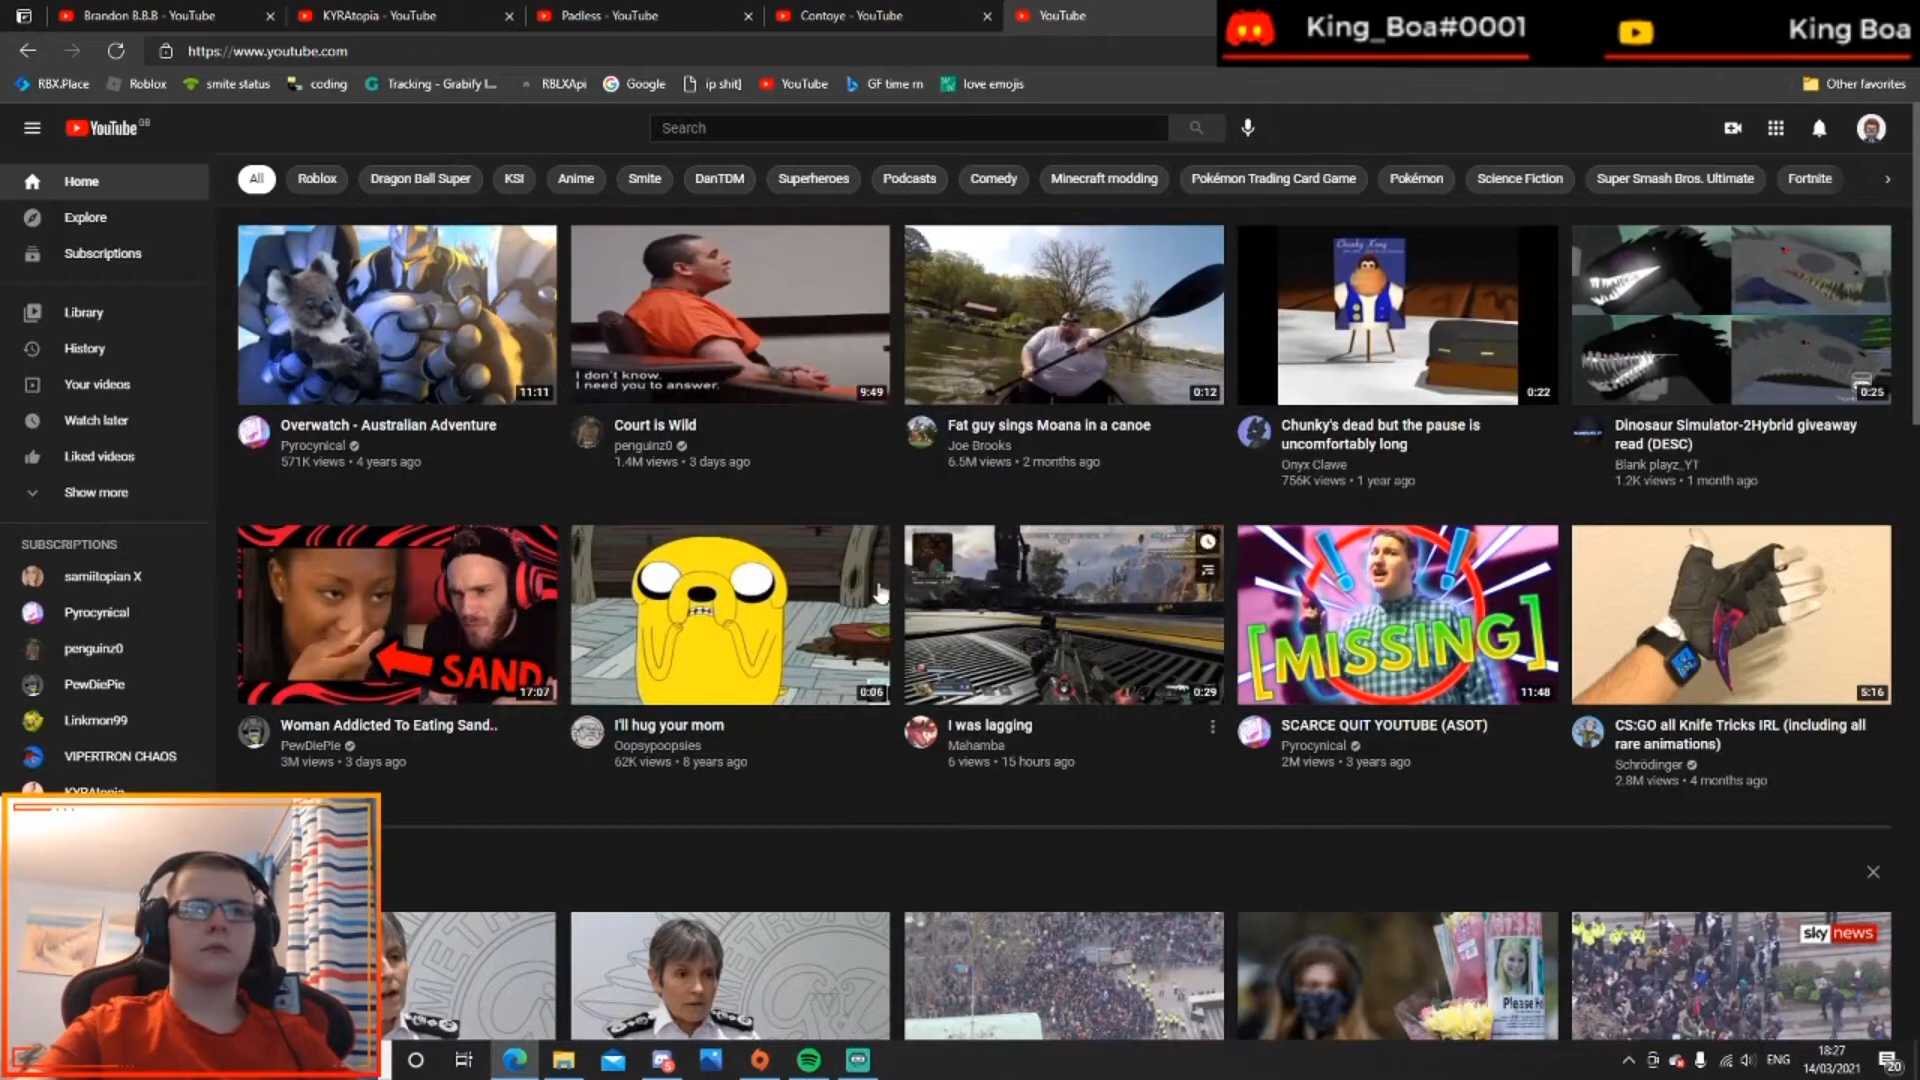 Brandon B.B.B - YouTube
KYRAtopia - YouTube
Padless - YouTube
Contoye - YouTube
YouTube
King_Boa#0001
King Boa
https://www.youtube.com
RBX.Place
Roblox
smite status
coding
Tracking - Grabify I...
RBLXApi
Google
ip shit]
YouTube
GF time rn
love emojis
Other favorites
YouTube GB
Search
Home
Explore
Subscriptions
Library
History
Your videos
Watch later
Liked videos
Show more
SUBSCRIPTIONS
samiitopian X
Pyrocynical
penguinz0
PewDiePie
Linkmon99
VIPERTRON CHAOS
KYRAtopia
All
Roblox
Dragon Ball Super
KSI
Anime
Smite
DanTDM
Superheroes
Podcasts
Comedy
Minecraft modding
Pokémon Trading Card Game
Pokémon
Science Fiction
Super Smash Bros. Ultimate
Fortnite
11:11
Overwatch - Australian Adventure
Pyrocynical
571K views • 4 years ago
I don't know.
I need you to answer.
9:49
Court is Wild
penguinz0
1.4M views • 3 days ago
0:12
Fat guy sings Moana in a canoe
Joe Brooks
6.5M views • 2 months ago
Chunky Kong
0:22
Chunky's dead but the pause is
uncomfortably long
Onyx Clawe
756K views • 1 year ago
0:25
Dinosaur Simulator-2Hybrid giveaway
read (DESC)
Blank playz_YT
1.2K views • 1 month ago
SAND
17:07
Woman Addicted To Eating Sand..
PewDiePie
3M views • 3 days ago
0:06
I'll hug your mom
Oopsypoopsies
62K views • 8 years ago
0:29
I was lagging
Mahamba
6 views • 15 hours ago
[MISSING]
11:48
SCARCE QUIT YOUTUBE (ASOT)
Pyrocynical
2M views • 3 years ago
5:16
CS:GO all Knife Tricks IRL (including all
rare animations)
Schrödinger
2.8M views • 4 months ago
METROP
sky news
ENG
18:27
14/03/2021
20